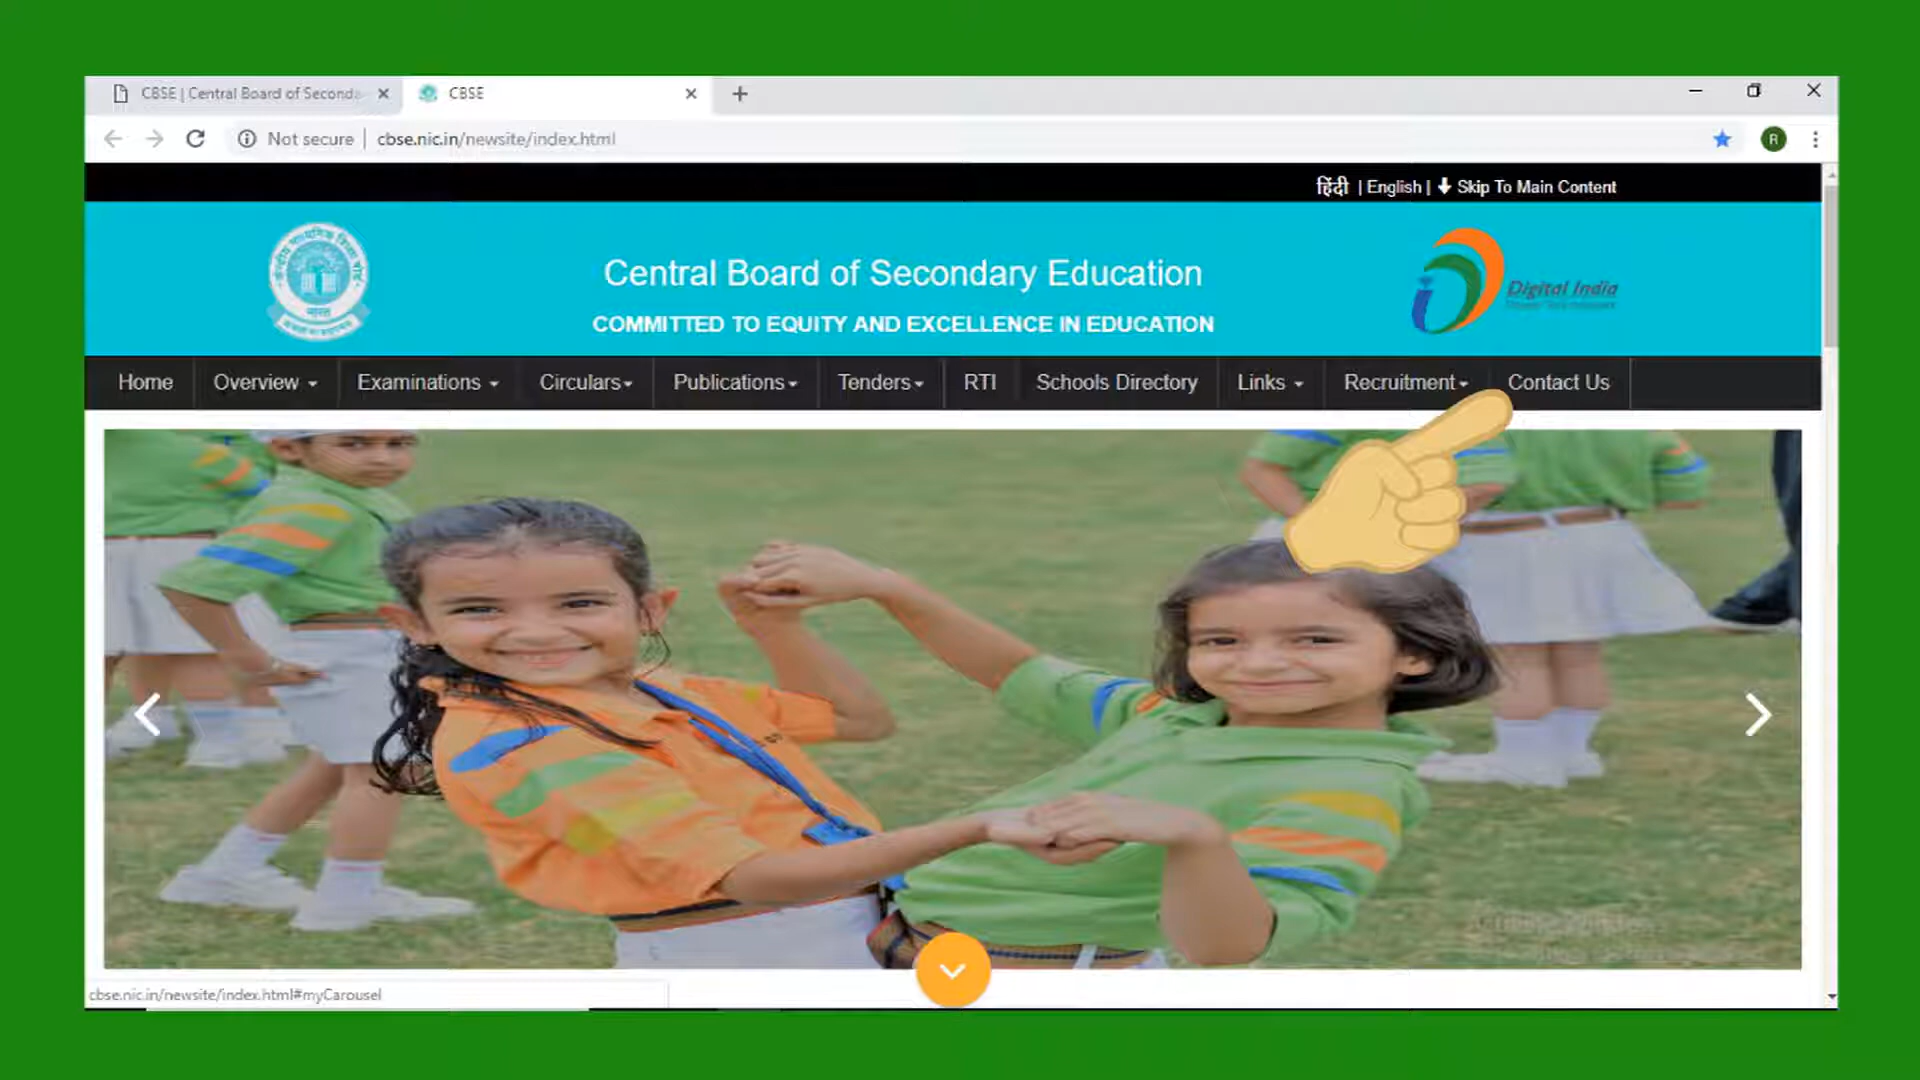 CBSE | Central Board of Seconda
CBSE
Not secure | cbse.nic.in/newsite/index.html
हिंदी | English | Skip To Main Content
Central Board of Secondary Education
COMMITTED TO EQUITY AND EXCELLENCE IN EDUCATION
Digital India
Home Overview Examinations Circulars Publications Tenders RTI Schools Directory Links Recruitment Contact Us
cbse.nic.in/newsite/index.html#myCarousel
R
भारत